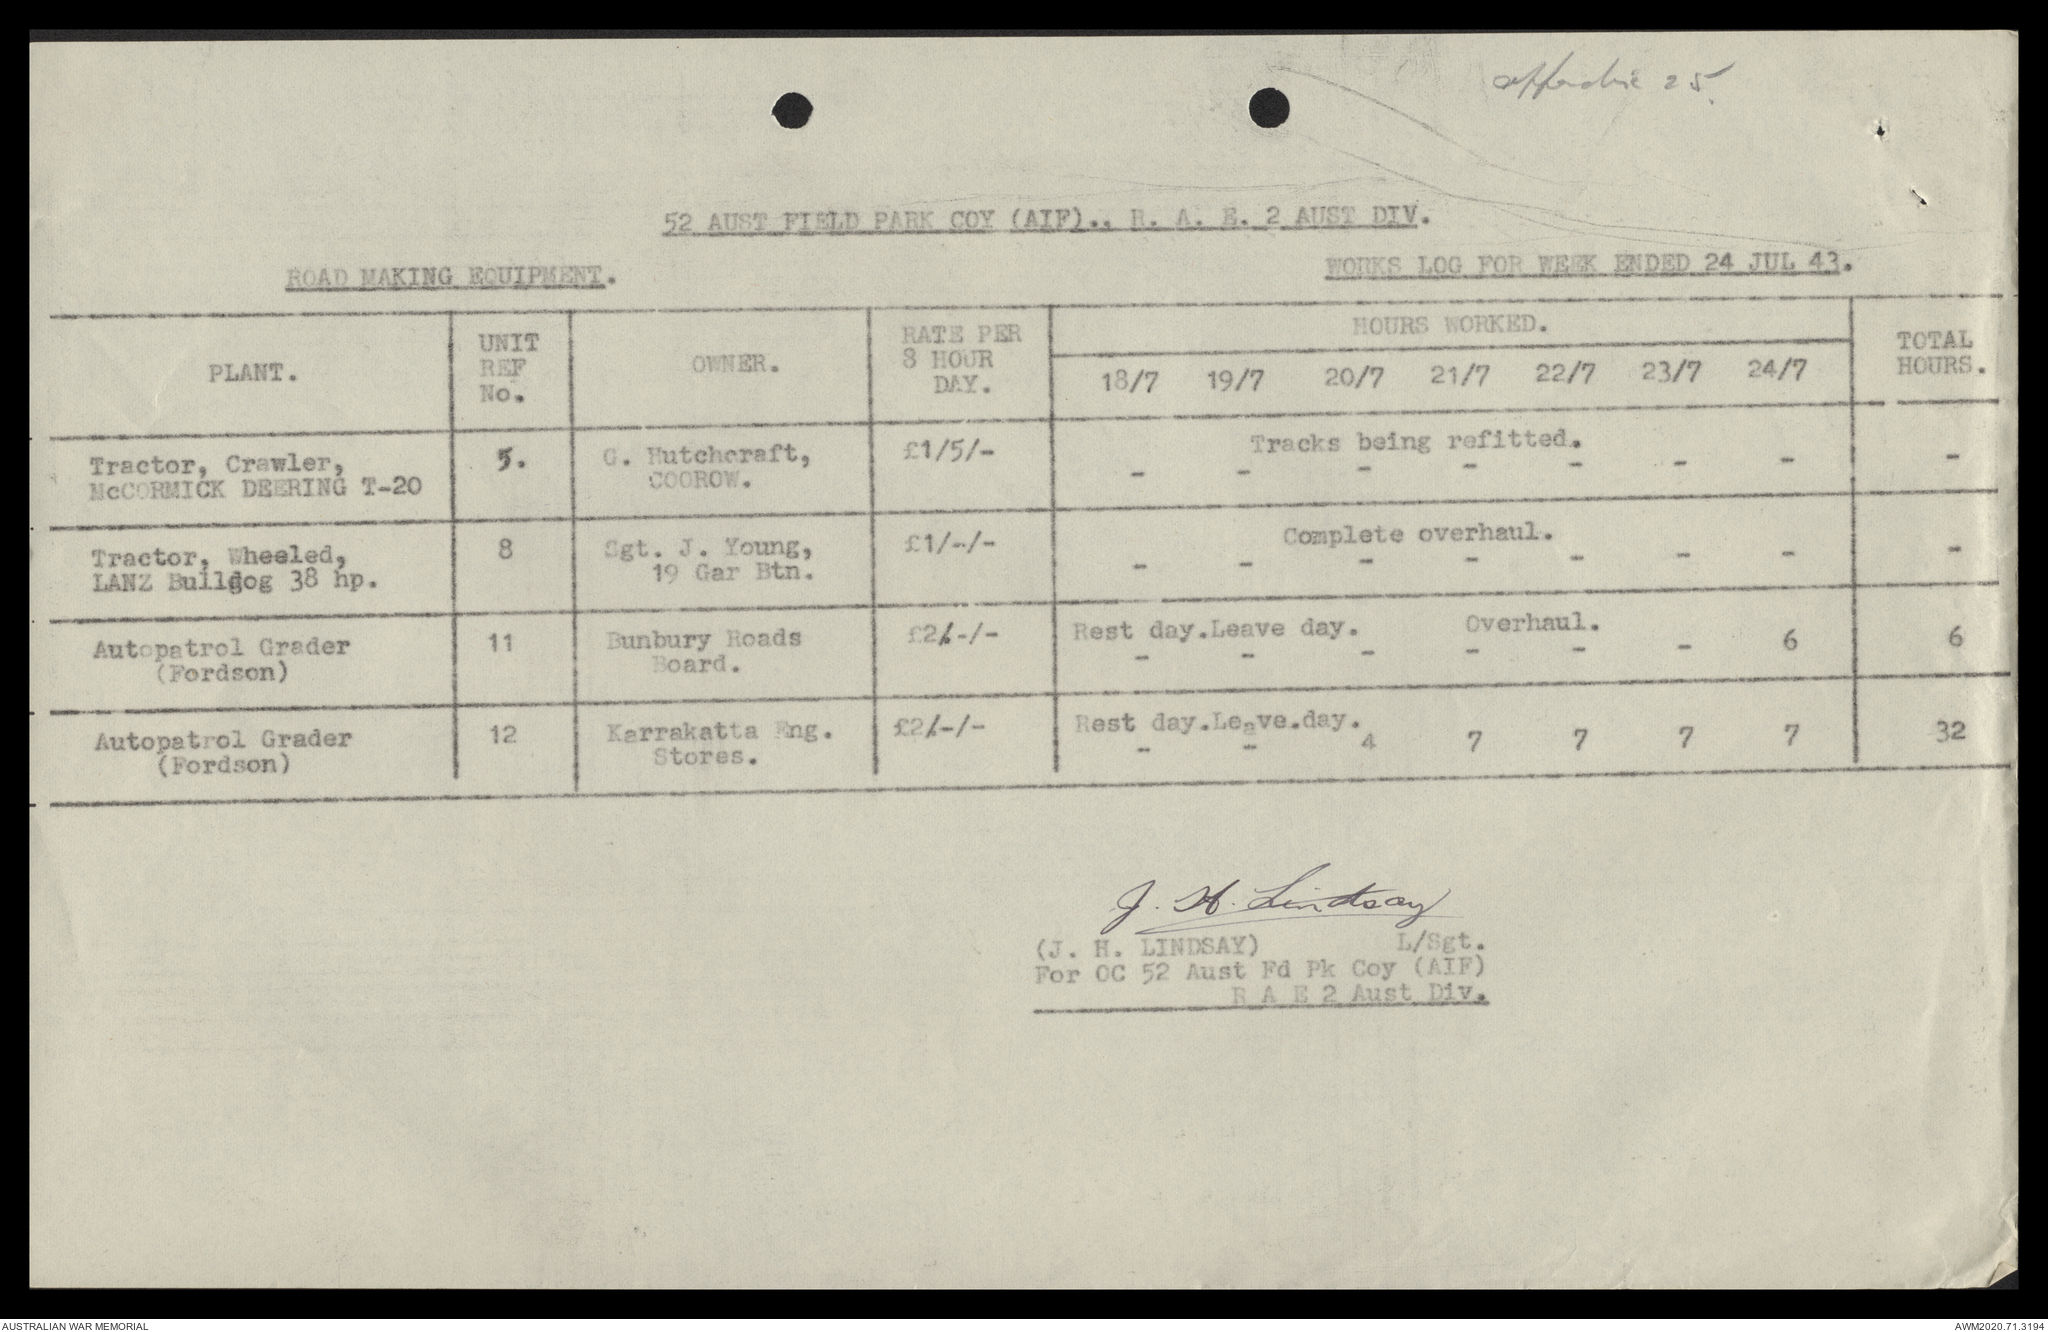 appendix 25.
52 AUST FIELD PARK COY (AIF)., R. A. E. 2 AUST DIV.
ROAD MAKING EQUIPMENT. WORKS LOG FOR WEEK ENDED 24 JUL 43.
PLANT. UNIT REF No. OWNER. RATE PER 8 HOUR DAY. HOURS WORKED. TOTAL HOURS.
18/7 19/7 20/7 21/7 22/7 23/7 24/7
Tractor, Crawler, 5. G. Hutchcraft, £1/5/- Tracks being refitted.
McCORMICK DEERING T-20 COOROW. - - - - - - - -
Tractor, Wheeled, 8 Sgt. J. Young, £1/-/- Complete overhaul.
LANZ Bulldog 38 hp. 19 Gar Btn. - - - - - - - -
Autopatrol Grader 11 Bunbury Roads £2/-/- Rest day. Leave day. Overhaul.
(Fordson) Board. - - - - - - 6 6
Autopatrol Grader 12 Karrakatta Eng. £2/-/- Rest day. Leave.day.
(Fordson) Stores. - - 4 7 7 7 7 32
J. H. Lindsay
(J. H. LINDSAY) L/Sgt.
For OC 52 Aust Fd Pk Coy (AIF)
R A E 2 Aust Div.
AUSTRALIAN WAR MEMORIAL AWM2020.71.3194